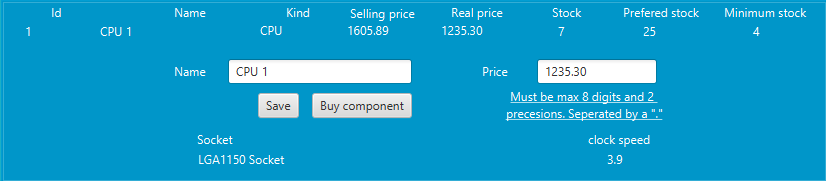 Id Name Kind Selling price Real price Stock Prefered stock Minimum stock
1 CPU 1 CPU 1605.89 1235.30 7 25 4
Name CPU 1 Price 1235.30
Save Buy component Must be max 8 digits and 2
precesions. Seperated by a "."
Socket clock speed
LGA1150 Socket 3.9